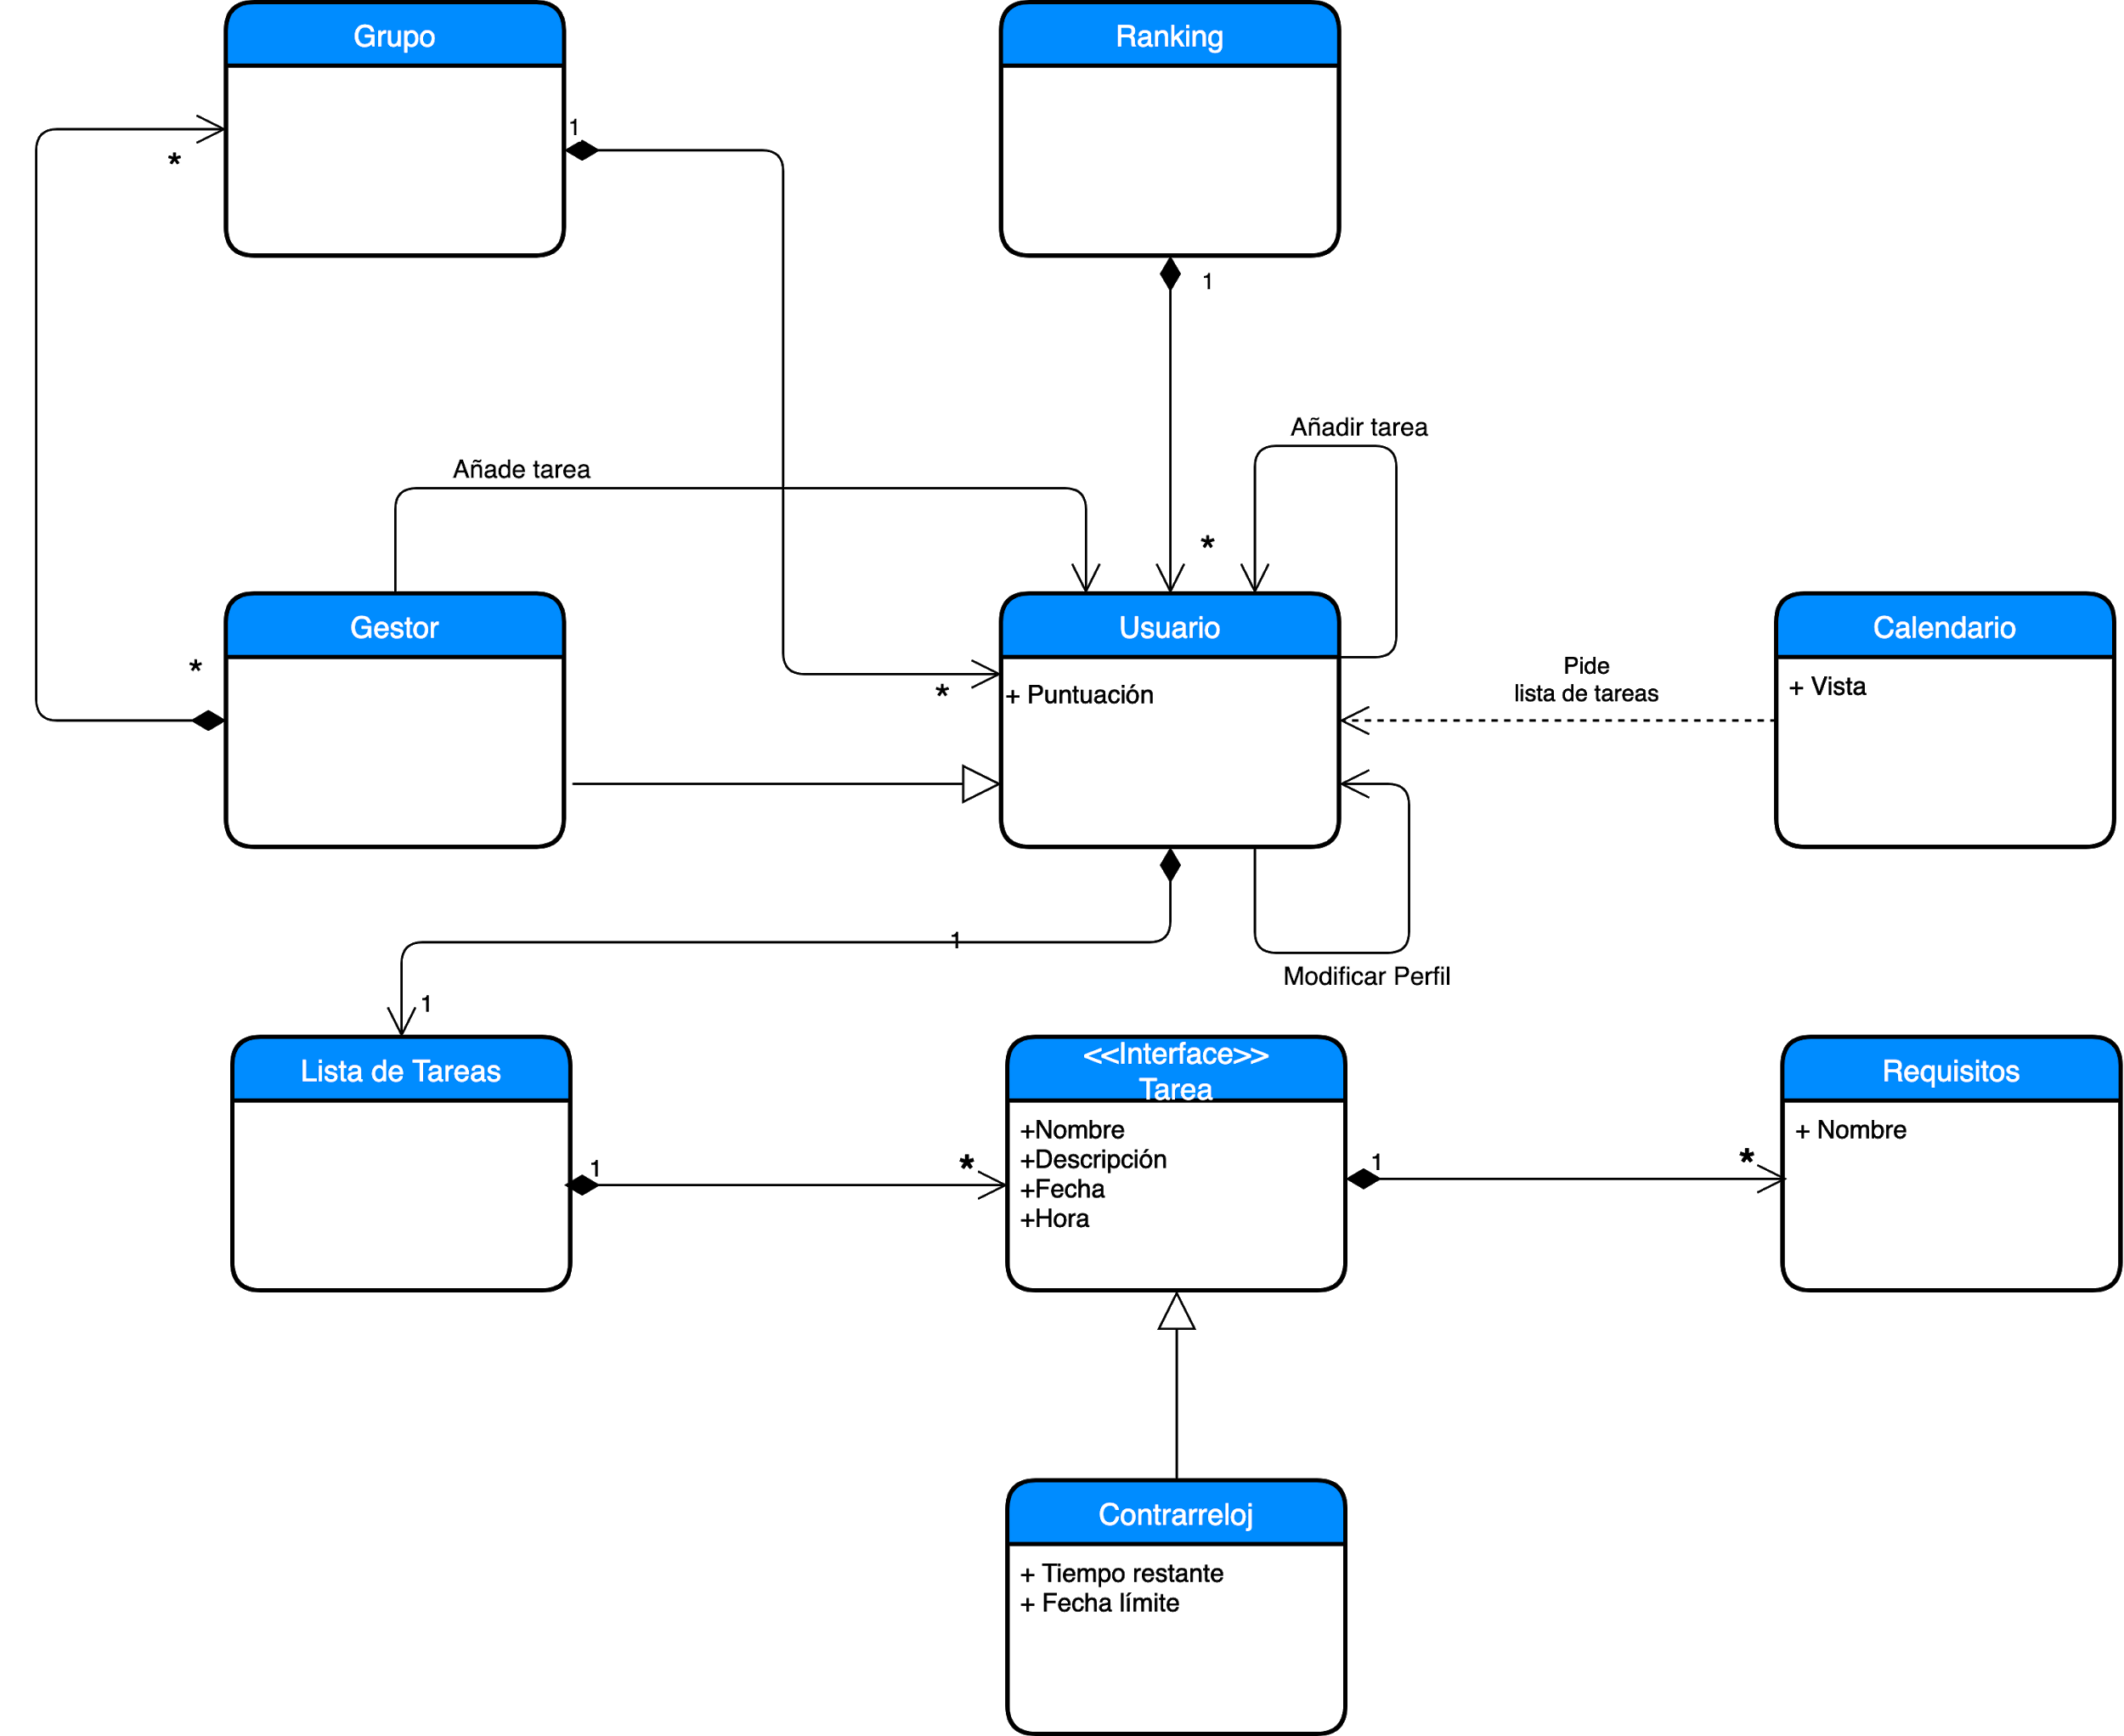 Grupo
Ranking
1
*
1
Añadir tarea
Añade tarea
*
Gestor
Usuario
Calendario
*
Pide
lista de tareas
*
+ Puntuación
+ Vista
1
Modificar Perfil
1
Lista de Tareas
<<Interface>>
Tarea
Requisitos
+Nombre
+Descripción
+Fecha
+Hora
+ Nombre
1
*
1
*
Contrarreloj
+ Tiempo restante
+ Fecha límite